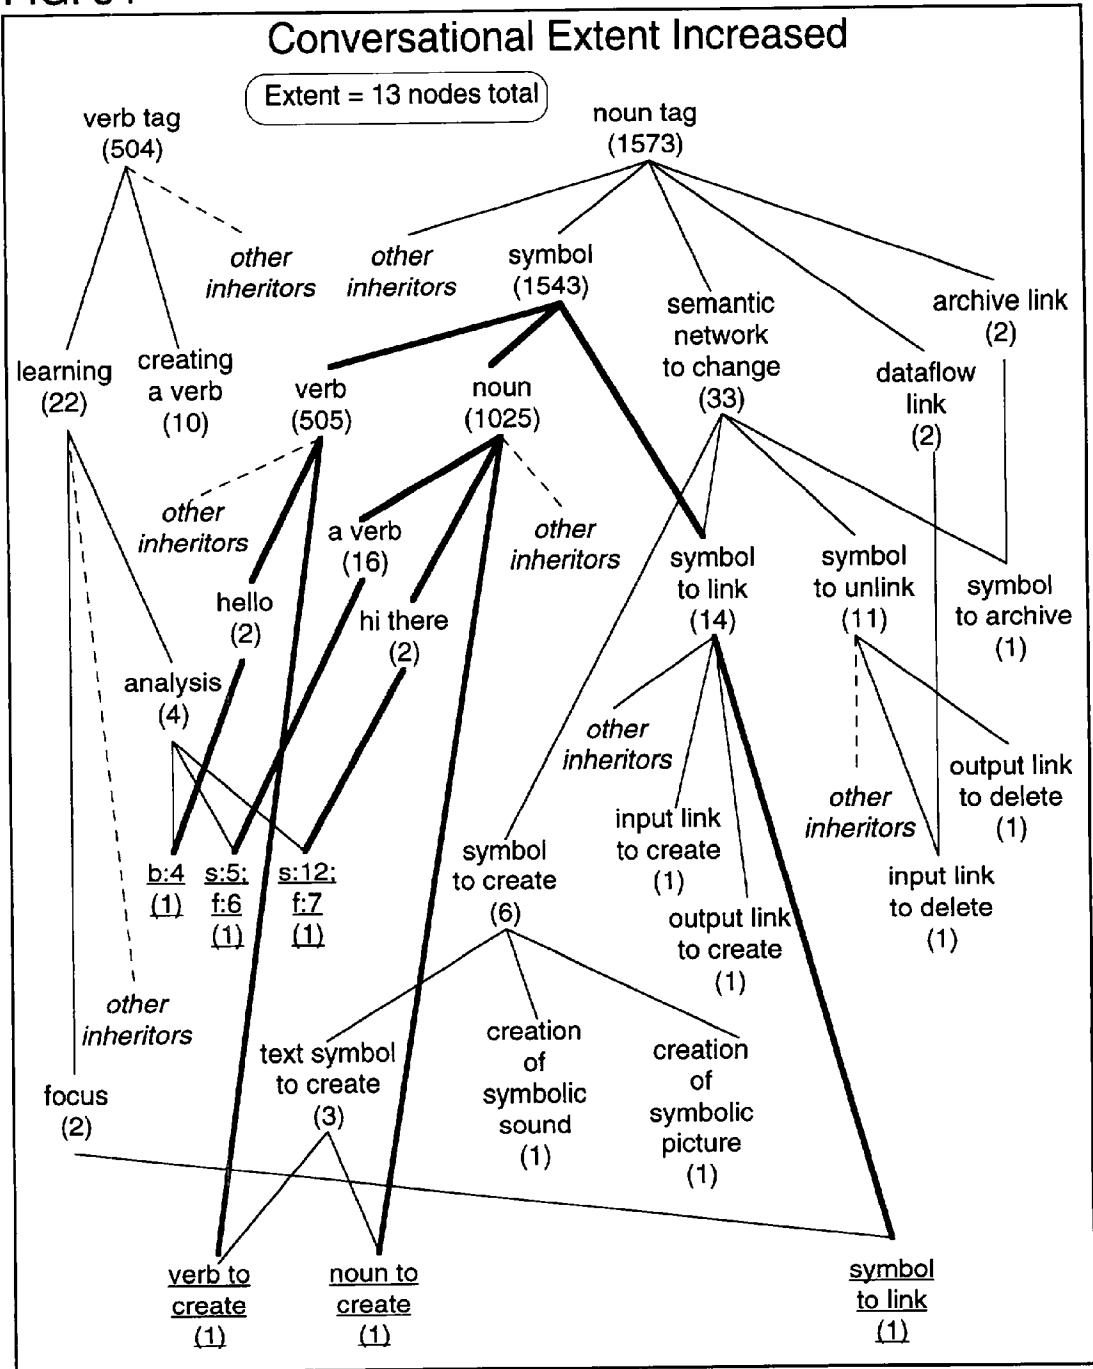 Conversational Extent Increased
Extent = 13 nodes total
verb tag
(504)
noun tag
(1573)
other
inheritors
other
inheritors
symbol
(1543)
semantic
network
to change
(33)
archive link
(2)
learning
(22)
creating
a verb
(10)
verb
(505)
noun
(1025)
dataflow
link
(2)
other
inheritors
a verb
(16)
other
inheritors
symbol
to link
(14)
symbol
to unlink
(11)
symbol
to archive
(1)
hello
(2)
hi there
(2)
analysis
(4)
other
inheritors
other
inheritors
output link
to delete
(1)
input link
to create
(1)
b:4
(1)
s:5;
f:6
(1)
s:12;
f:7
(1)
symbol
to create
(6)
output link
to create
(1)
input link
to delete
(1)
other
inheritors
text symbol
to create
(3)
creation
of
symbolic
sound
(1)
creation
of
symbolic
picture
(1)
focus
(2)
verb to
create
(1)
noun to
create
(1)
symbol
to link
(1)